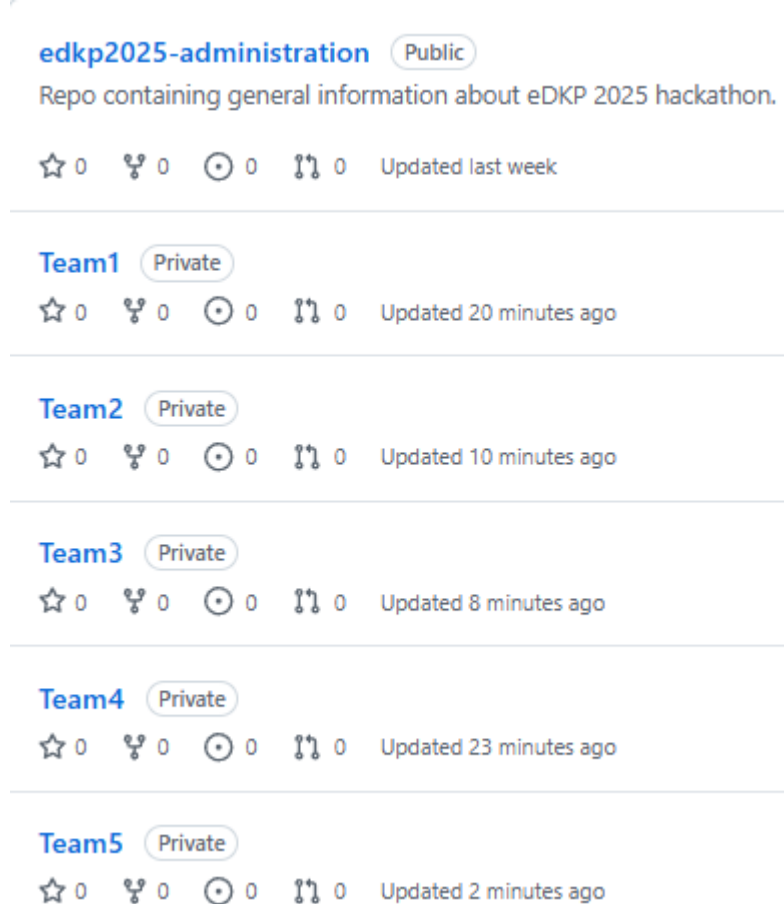 edkp2025-administration Public
Repo containing general information about eDKP 2025 hackathon.
0 0 0 0 Updated last week
Team1 Private
0 0 0 0 Updated 20 minutes ago
Team2 Private
0 0 0 0 Updated 10 minutes ago
Team3 Private
0 0 0 0 Updated 8 minutes ago
Team4 Private
0 0 0 0 Updated 23 minutes ago
Team5 Private
0 0 0 0 Updated 2 minutes ago